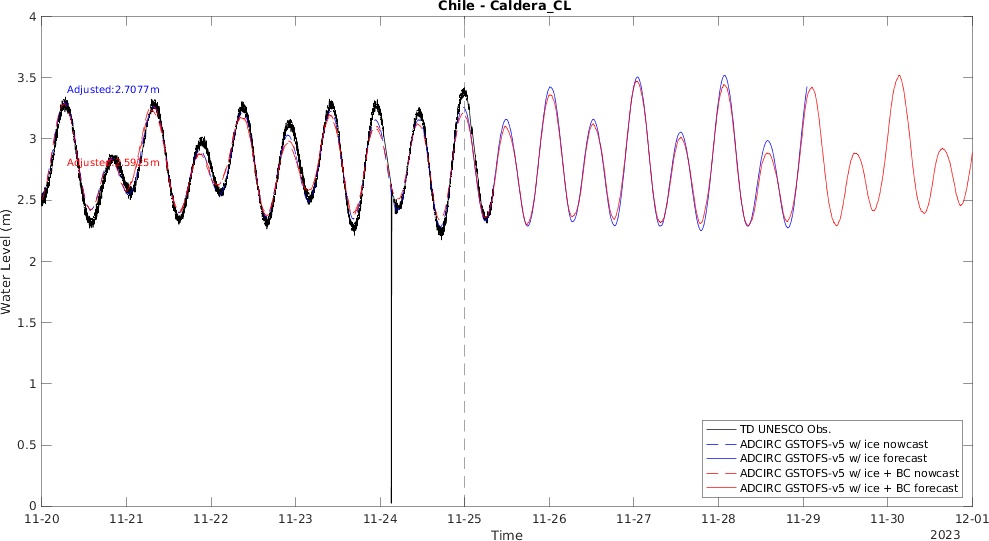 Chile - Caldera_CL
Water Level (m)
4
3.5
3
2.5
2
1.5
1
0.5
0
Adjusted:2.7077m
11-20
11-21
11-22
11-23
11-24
11-25
11-26
11-27
11-28
11-29
11-30
12-01
Time
2023
TD UNESCO Obs.
ADCIRC GSTOFS-v5 w/ ice nowcast
ADCIRC GSTOFS-v5 w/ ice forecast
ADCIRC GSTOFS-v5 w/ ice + BC nowcast
ADCIRC GSTOFS-v5 w/ ice + BC forecast